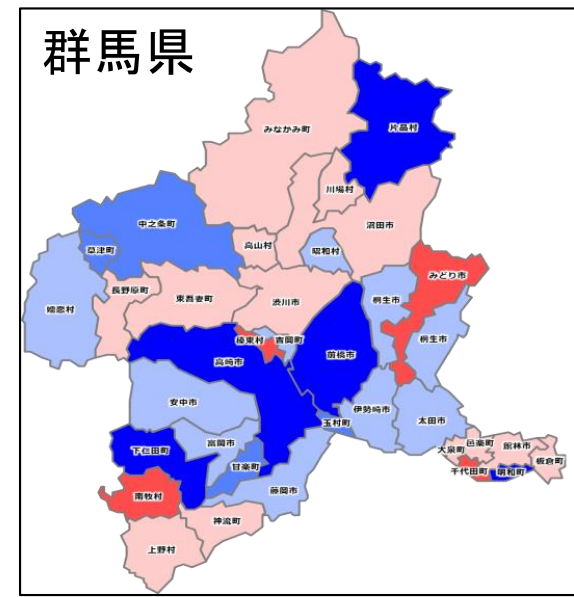 群馬県
みなかみ町
片品村
川場村
沼田市
中之条町
草津町
高山村
昭和村
みどり市
嬬恋村
長野原町
東吾妻町
渋川市
桐生市
榛東村
吉岡町
前橋市
桐生市
高崎市
安中市
玉村町
伊勢崎市
太田市
下仁田町
富岡市
甘楽町
大泉町
邑楽町
館林市
板倉町
千代田町
明和町
南牧村
藤岡市
神流町
上野村